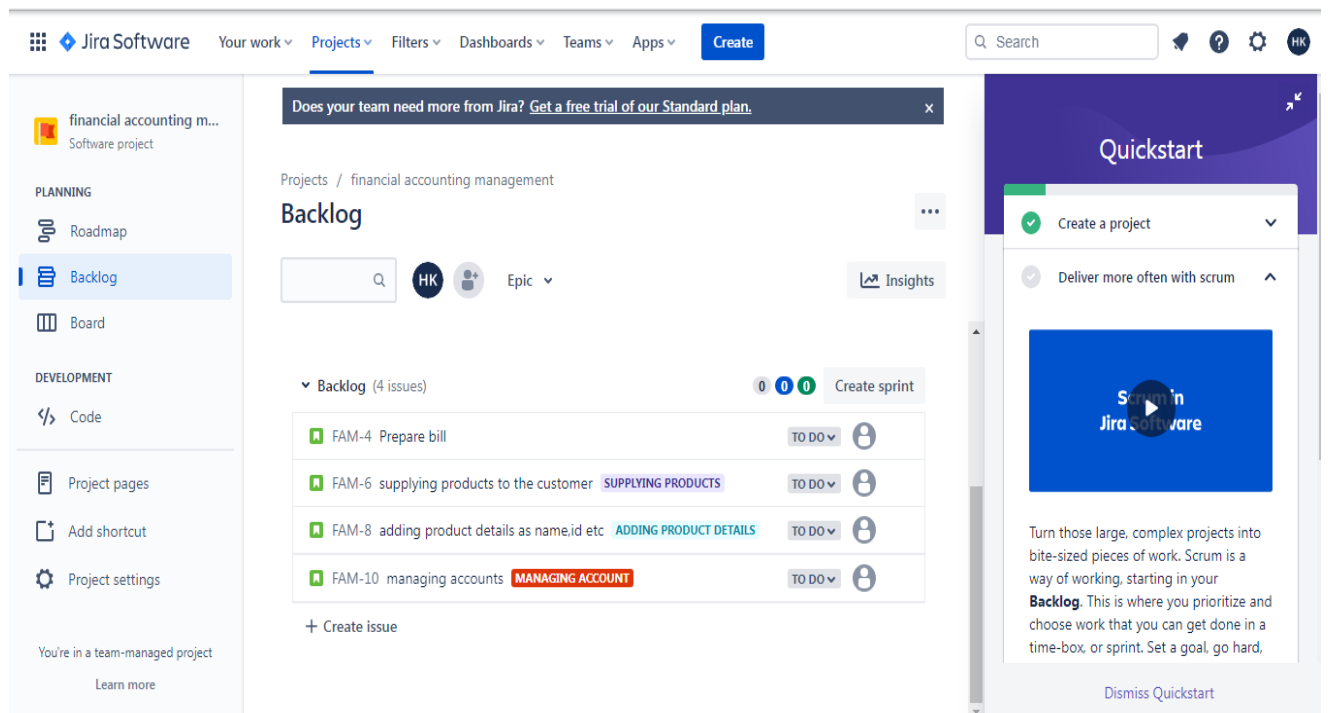 Jira Software
Your work
Projects
Filters
Dashboards
Teams
Apps
Create
Search
HK
financial accounting m...
Software project
PLANNING
Roadmap
Backlog
Board
DEVELOPMENT
Code
Project pages
Add shortcut
Project settings
You're in a team-managed project
Learn more
Does your team need more from Jira? Get a free trial of our Standard plan.
x
Projects / financial accounting management
Backlog
HK
Epic
Insights
Backlog (4 issues)
0 0 0
Create sprint
FAM-4 Prepare bill TO DO
FAM-6 supplying products to the customer SUPPLYING PRODUCTS TO DO
FAM-8 adding product details as name,id etc ADDING PRODUCT DETAILS TO DO
FAM-10 managing accounts MANAGING ACCOUNT TO DO
+ Create issue
Quickstart
Create a project
Deliver more often with scrum
Scrum in
Jira Software
Turn those large, complex projects into
bite-sized pieces of work. Scrum is a
way of working, starting in your
Backlog. This is where you prioritize and
choose work that you can get done in a
time-box, or sprint. Set a goal, go hard,
Dismiss Quickstart